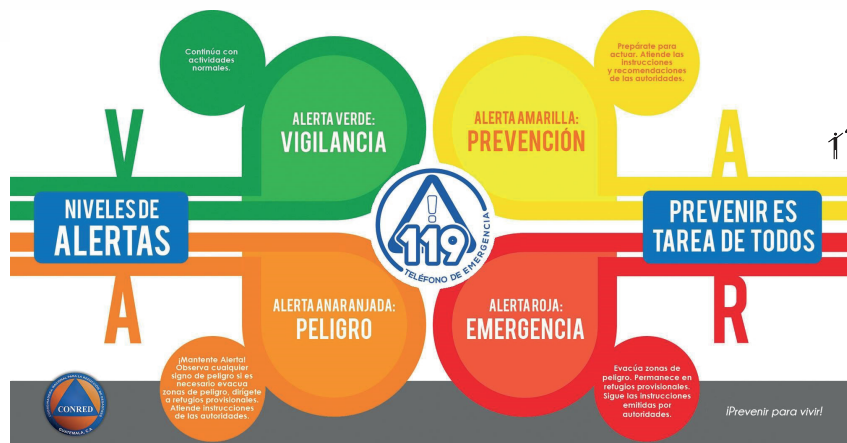 Continúa con
actividades
normales.
Prepárate para
actuar. Atiende las
instrucciones
y recomendaciones
de las autoridades.
V
ALERTA VERDE:
VIGILANCIA
ALERTA AMARILLA:
PREVENCIÓN
A
NIVELES DE
ALERTAS
119
TELÉFONO DE EMERGENCIA
PREVENIR ES
TAREA DE TODOS
A
ALERTA ANARANJADA:
PELIGRO
ALERTA ROJA:
EMERGENCIA
R
¡Mantente Alerta!
Observa cualquier
signo de peligro si es
necesario evacua
zonas de peligro, dirígete
a refugios provisionales.
Atiende instrucciones
de las autoridades.
Evacúa zonas de
peligro. Permanece en
refugios provisionales.
Sigue las instrucciones
emitidas por
autoridades.
CONRED
GUATEMALA, C.A.
¡Prevenir para vivir!